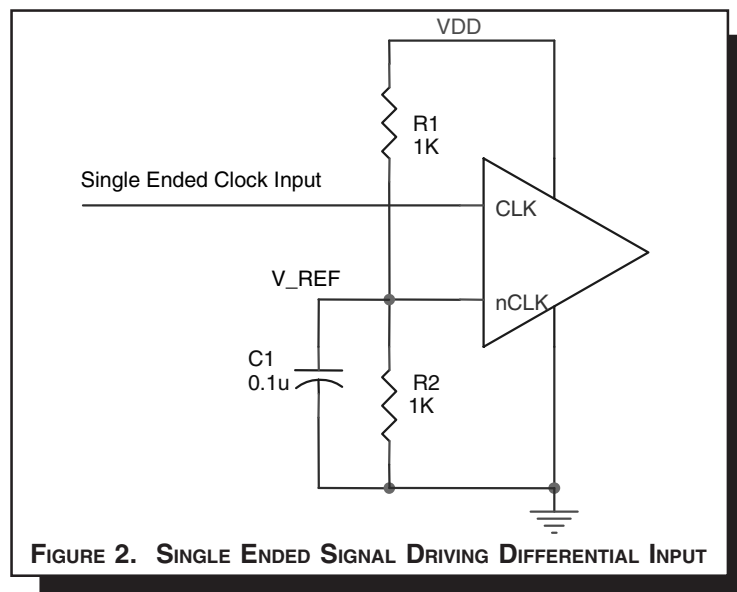 VDD
R1
1K
Single Ended Clock Input
CLK
V_REF
nCLK
C1
0.1u
R2
1K
FIGURE 2. SINGLE ENDED SIGNAL DRIVING DIFFERENTIAL INPUT